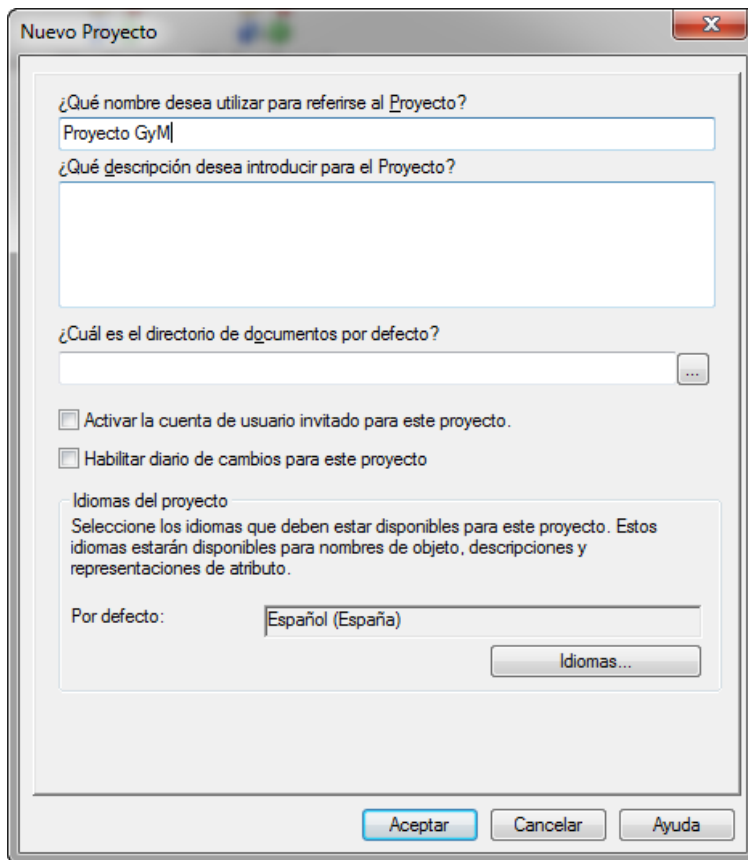 Nuevo Proyecto
¿Qué nombre desea utilizar para referirse al Proyecto?
Proyecto GyM
¿Qué descripción desea introducir para el Proyecto?
¿Cuál es el directorio de documentos por defecto?
...
Activar la cuenta de usuario invitado para este proyecto.
Habilitar diario de cambios para este proyecto
Idiomas del proyecto
Seleccione los idiomas que deben estar disponibles para este proyecto. Estos
idiomas estarán disponibles para nombres de objeto, descripciones y
representaciones de atributo.
Por defecto: Español (España)
Idiomas...
Aceptar Cancelar Ayuda